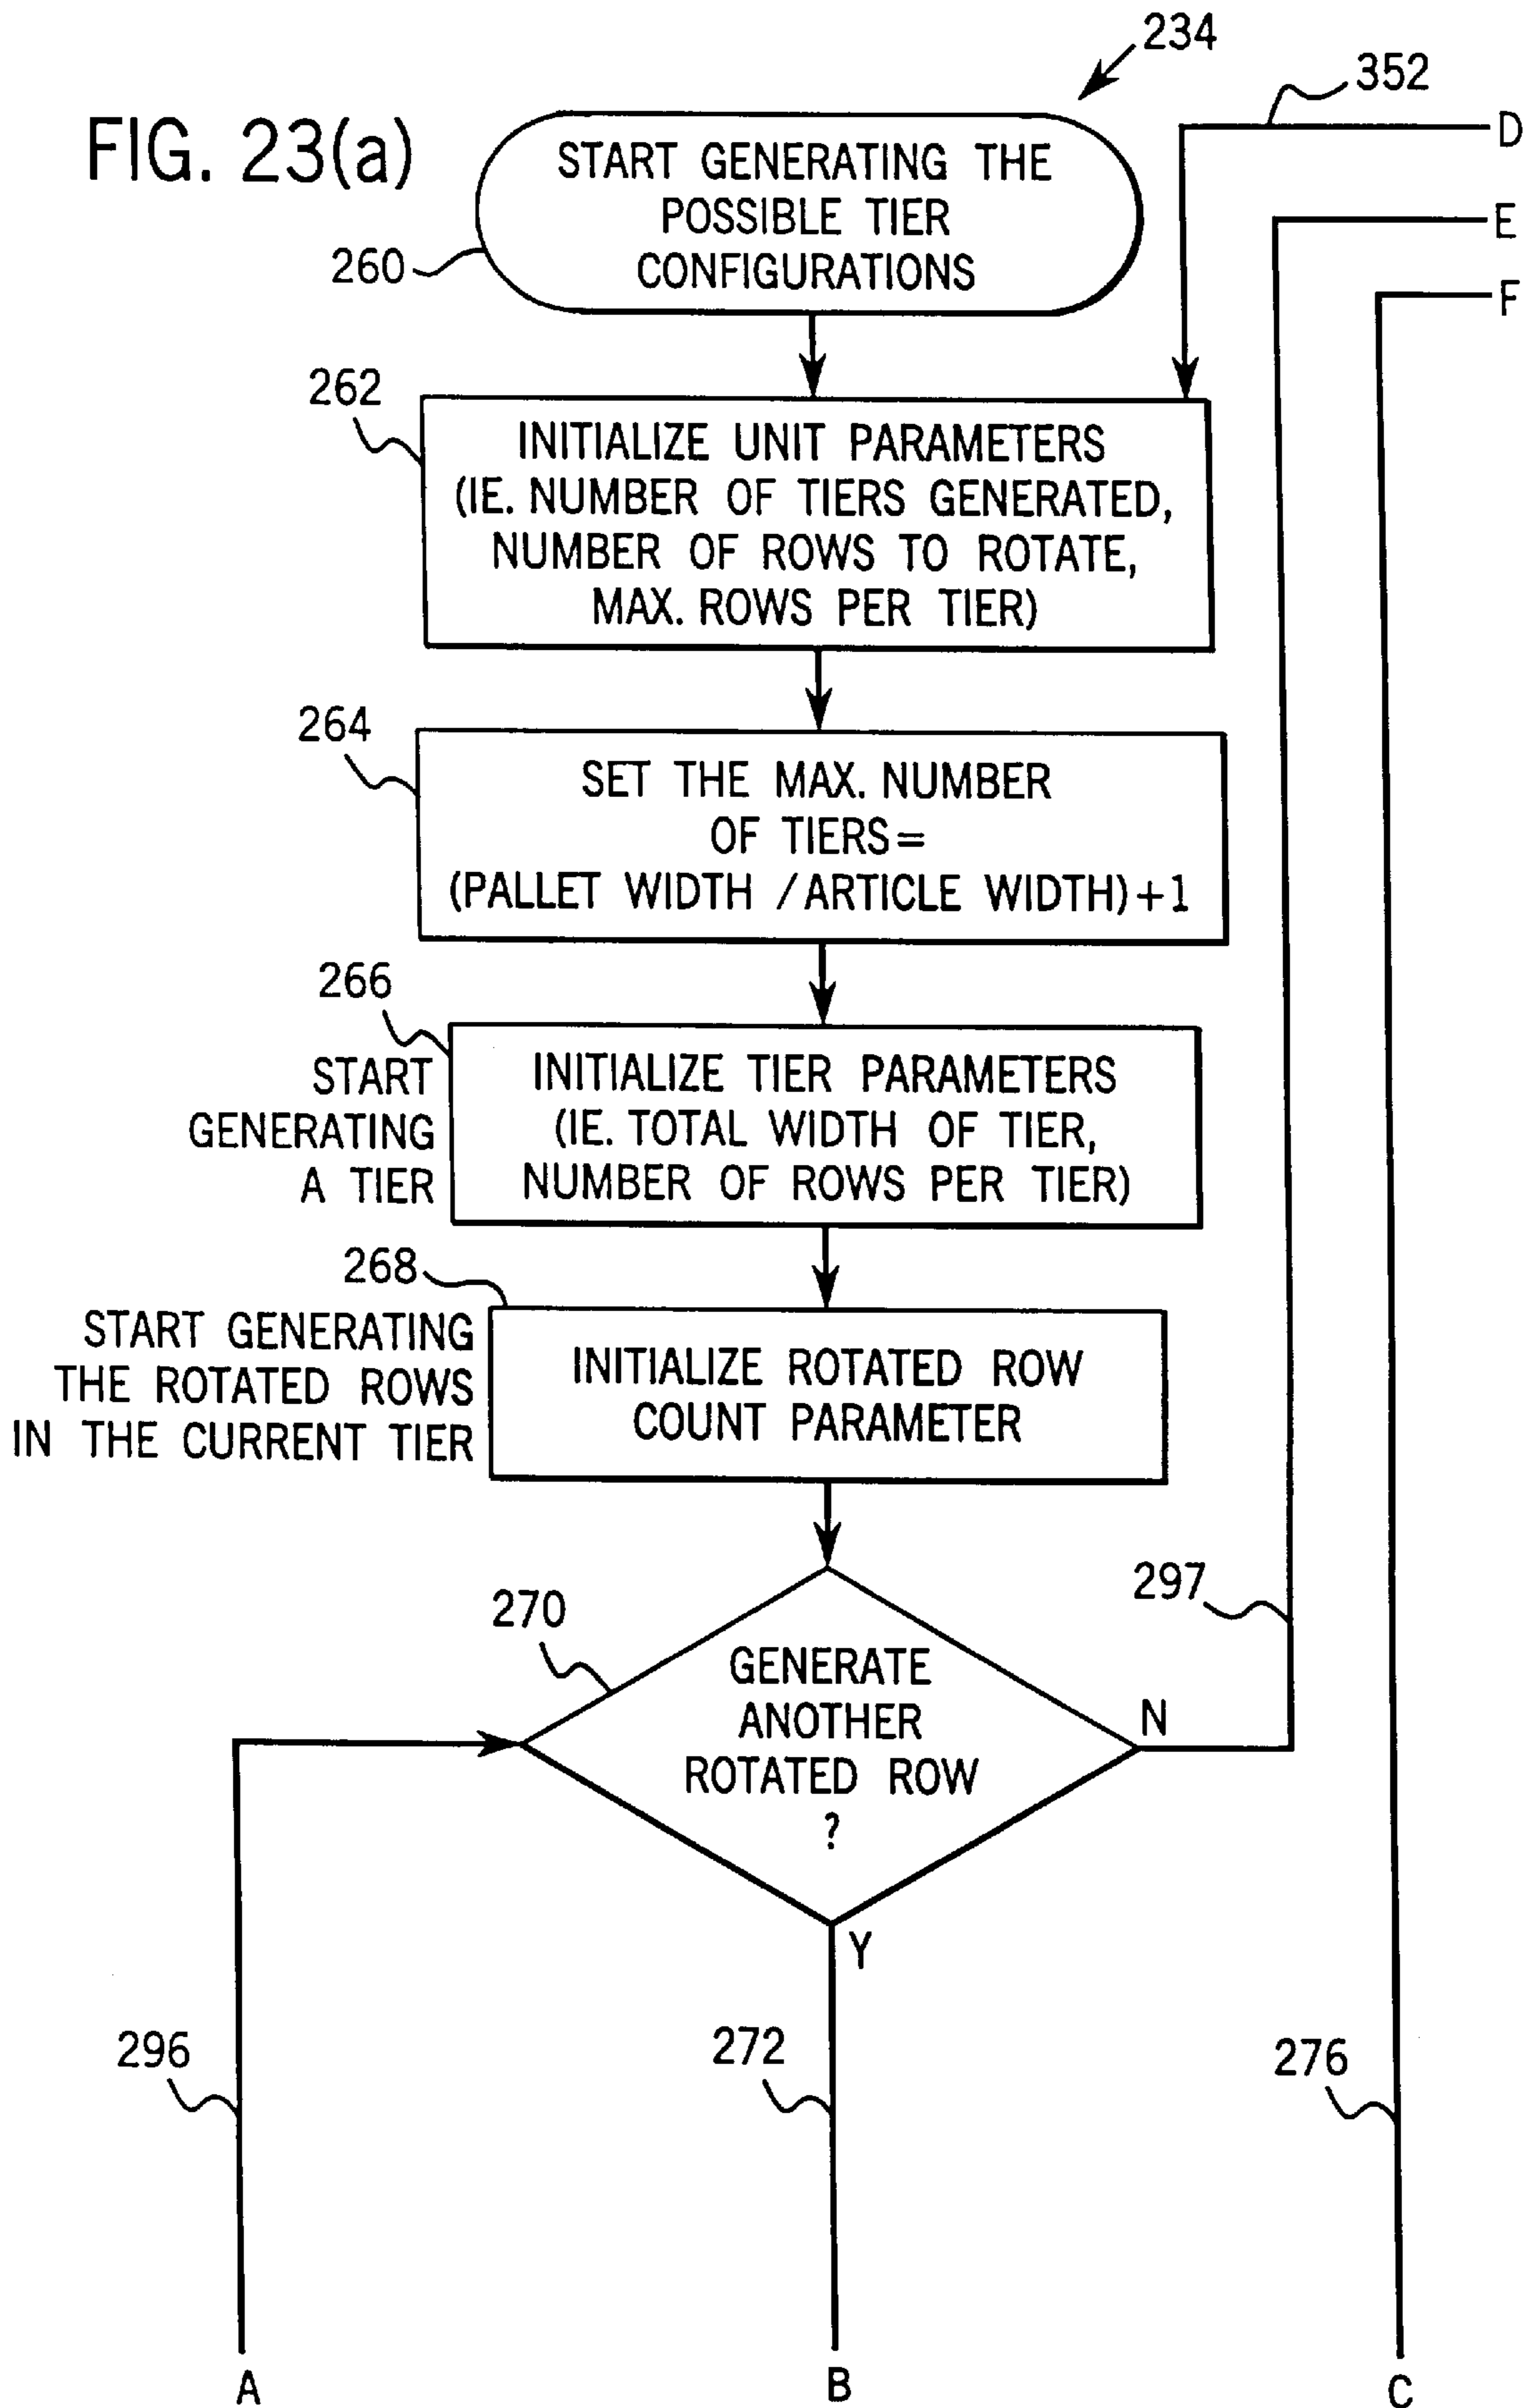 234
352
D
FIG. 23(a)
START GENERATING THE
POSSIBLE TIER
CONFIGURATIONS
E
260
F
262
INITIALIZE UNIT PARAMETERS
(IE. NUMBER OF TIERS GENERATED,
NUMBER OF ROWS TO ROTATE,
MAX. ROWS PER TIER)
264
SET THE MAX. NUMBER
OF TIERS=
(PALLET WIDTH /ARTICLE WIDTH)+1
266
START
GENERATING
A TIER
INITIALIZE TIER PARAMETERS
(IE. TOTAL WIDTH OF TIER,
NUMBER OF ROWS PER TIER)
268
START GENERATING
THE ROTATED ROWS
IN THE CURRENT TIER
INITIALIZE ROTATED ROW
COUNT PARAMETER
297
270
GENERATE
ANOTHER
ROTATED ROW
?
N
Y
296
272
276
A
B
C